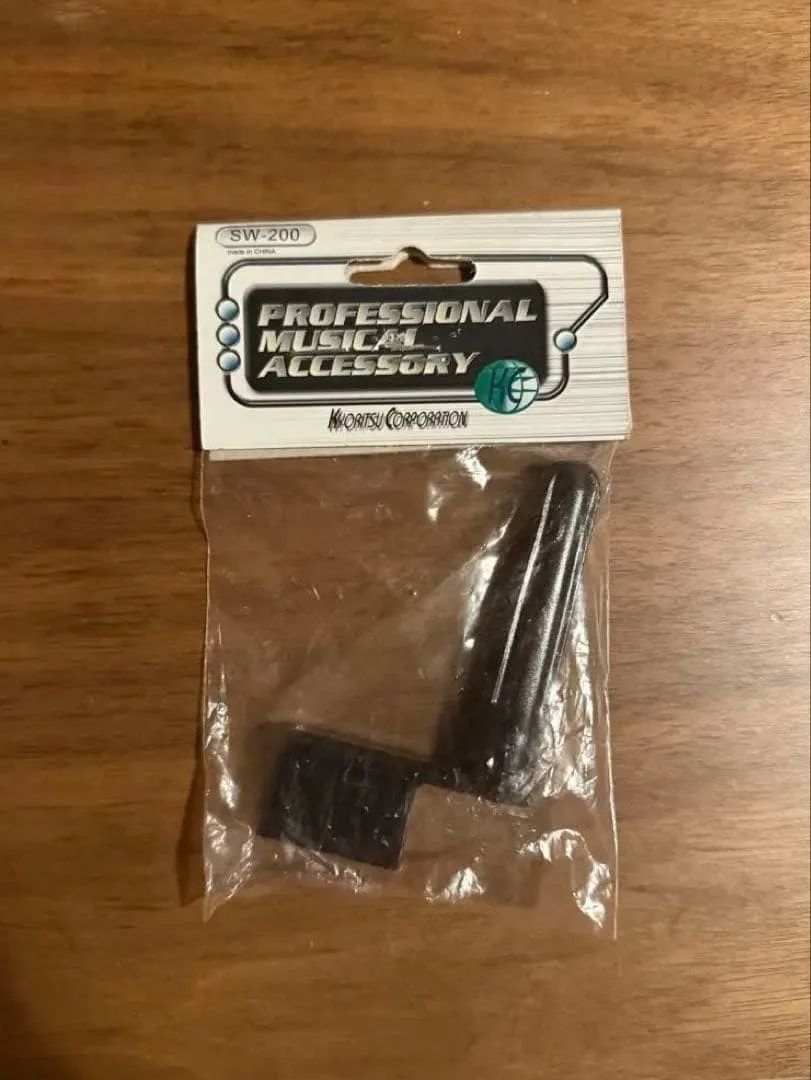 SW-200
made in CHINA
PROFESSIONAL
MUSICAL
ACCESSORY
KC
KYORITSU CORPORATION